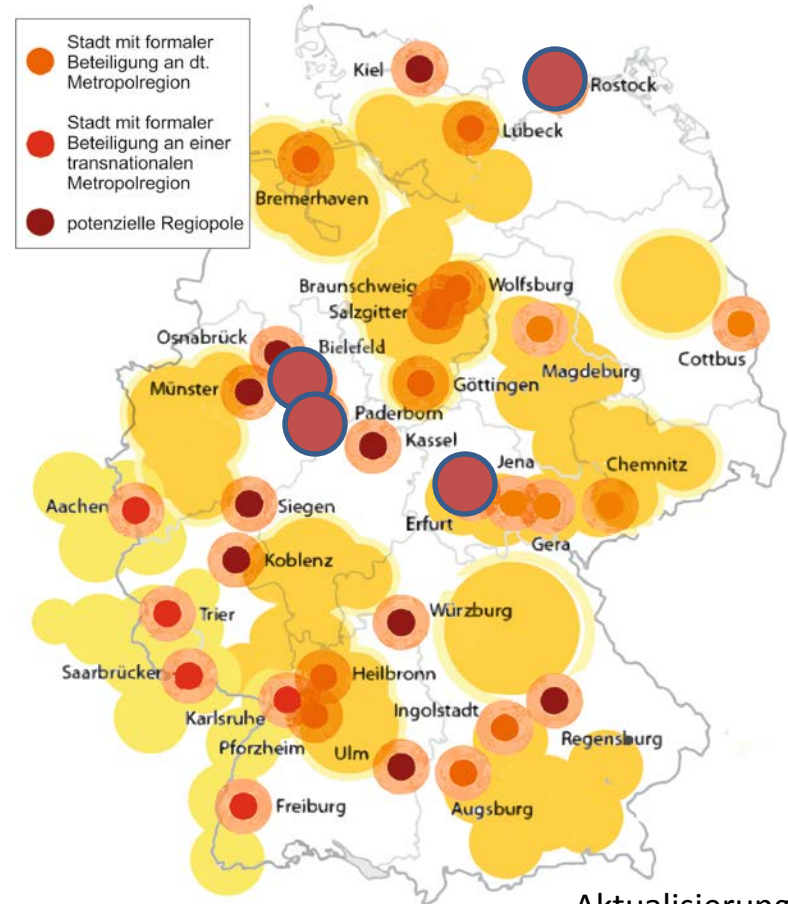 Stadt mit formaler
Beteiligung an dt.
Metropolregion
Stadt mit formaler
Beteiligung an einer
transnationalen
Metropolregion
potenzielle Regiopole
Kiel
Rostock
Lübeck
Bremerhaven
Braunschweig
Wolfsburg
Salzgitter
Osnabrück
Bielefeld
Magdeburg
Cottbus
Münster
Göttingen
Paderborn
Kassel
Jena
Chemnitz
Aachen
Siegen
Erfurt
Gera
Koblenz
Trier
Würzburg
Saarbrücken
Heilbronn
Karlsruhe
Ingolstadt
Pforzheim
Ulm
Regensburg
Freiburg
Augsburg
Aktualisierung